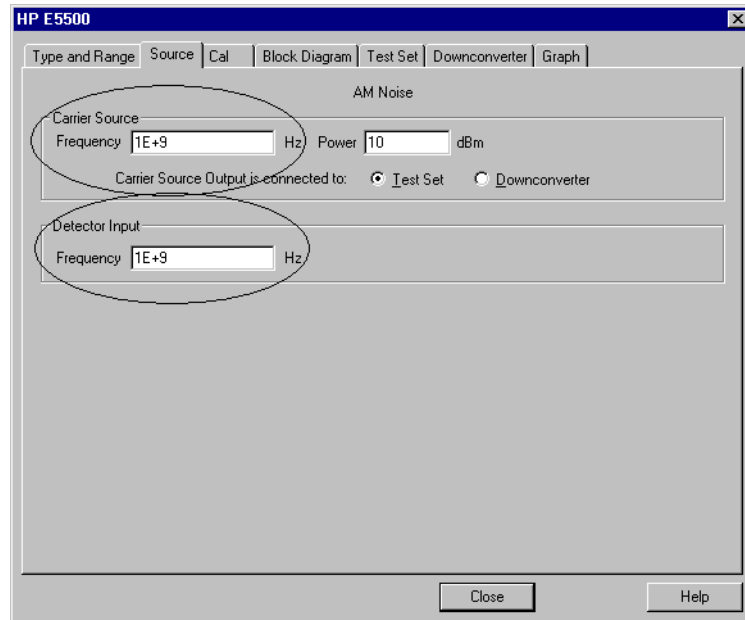 HP E5500
Type and Range Source Cal Block Diagram Test Set Downconverter Graph
AM Noise
Carrier Source
Frequency 1E+9 Hz Power 10 dBm
Carrier Source Output is connected to: Test Set Downconverter
Detector Input
Frequency 1E+9 Hz
Close Help